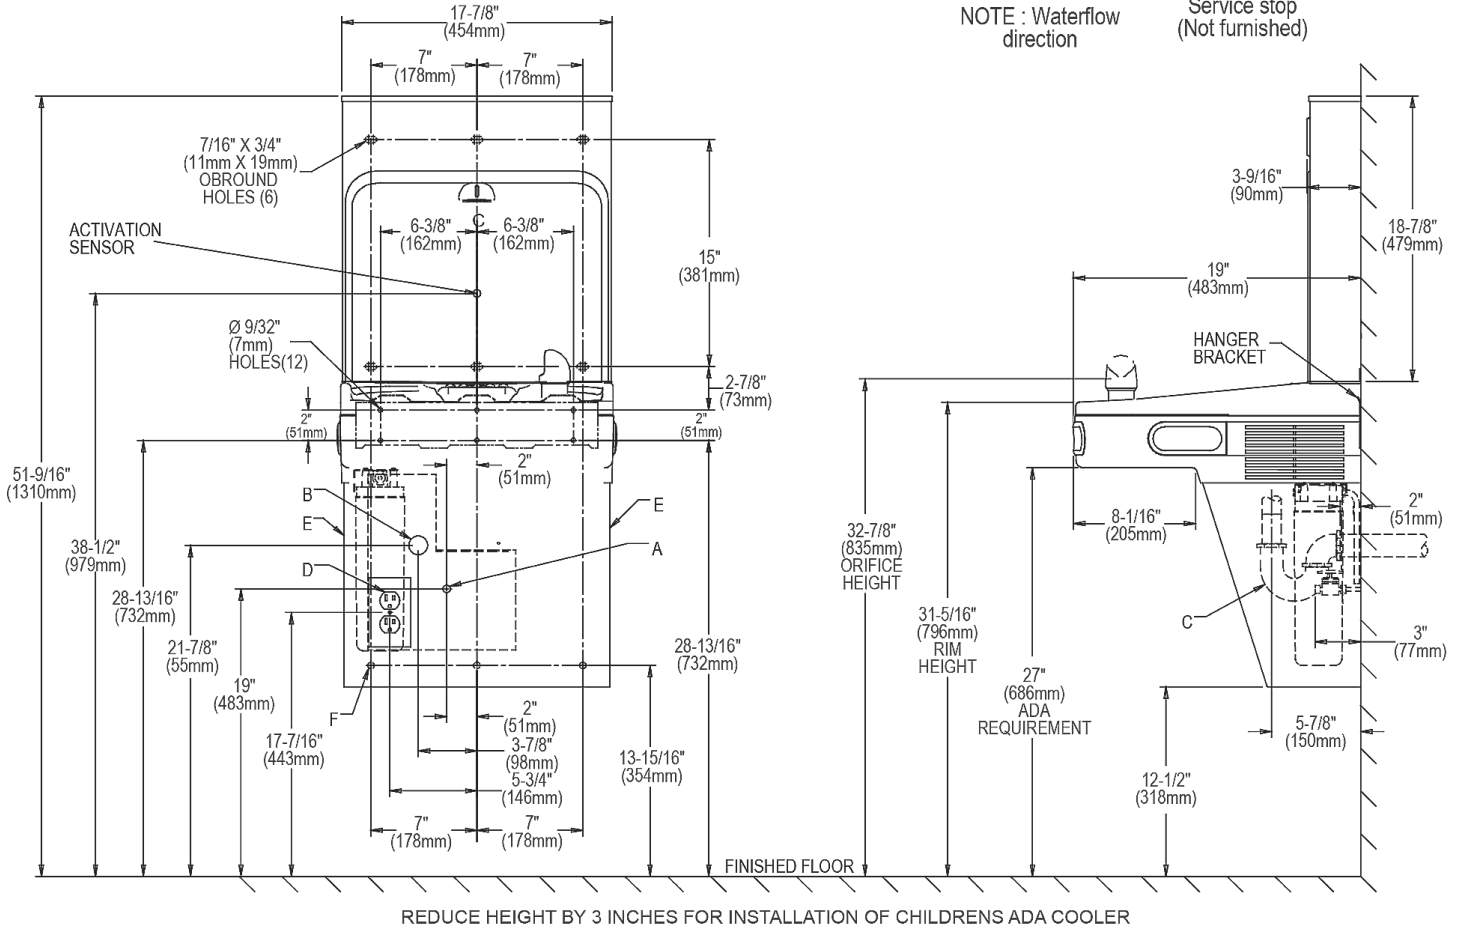 17-7/8"
(454mm)
7"
(178mm)
7"
(178mm)
NOTE : Waterflow
direction
Service stop
(Not furnished)
7/16" X 3/4"
(11mm X 19mm)
OBROUND
HOLES (6)
ACTIVATION
SENSOR
C
6-3/8"
(162mm)
6-3/8"
(162mm)
15"
(381mm)
Ø 9/32"
(7mm)
HOLES(12)
2-7/8"
(73mm)
2"
(51mm)
2"
(51mm)
51-9/16"
(1310mm)
2"
(51mm)
B
E
E
A
D
38-1/2"
(979mm)
28-13/16"
(732mm)
21-7/8"
(55mm)
19"
(483mm)
17-7/16"
(443mm)
F
28-13/16"
(732mm)
2"
(51mm)
3-7/8"
(98mm)
5-3/4"
(146mm)
13-15/16"
(354mm)
7"
(178mm)
7"
(178mm)
FINISHED FLOOR
3-9/16"
(90mm)
18-7/8"
(479mm)
19"
(483mm)
HANGER
BRACKET
32-7/8"
(835mm)
ORIFICE
HEIGHT
8-1/16"
(205mm)
2"
(51mm)
31-5/16"
(796mm)
RIM
HEIGHT
C
3"
(77mm)
27"
(686mm)
ADA
REQUIREMENT
5-7/8"
(150mm)
12-1/2"
(318mm)
REDUCE HEIGHT BY 3 INCHES FOR INSTALLATION OF CHILDRENS ADA COOLER